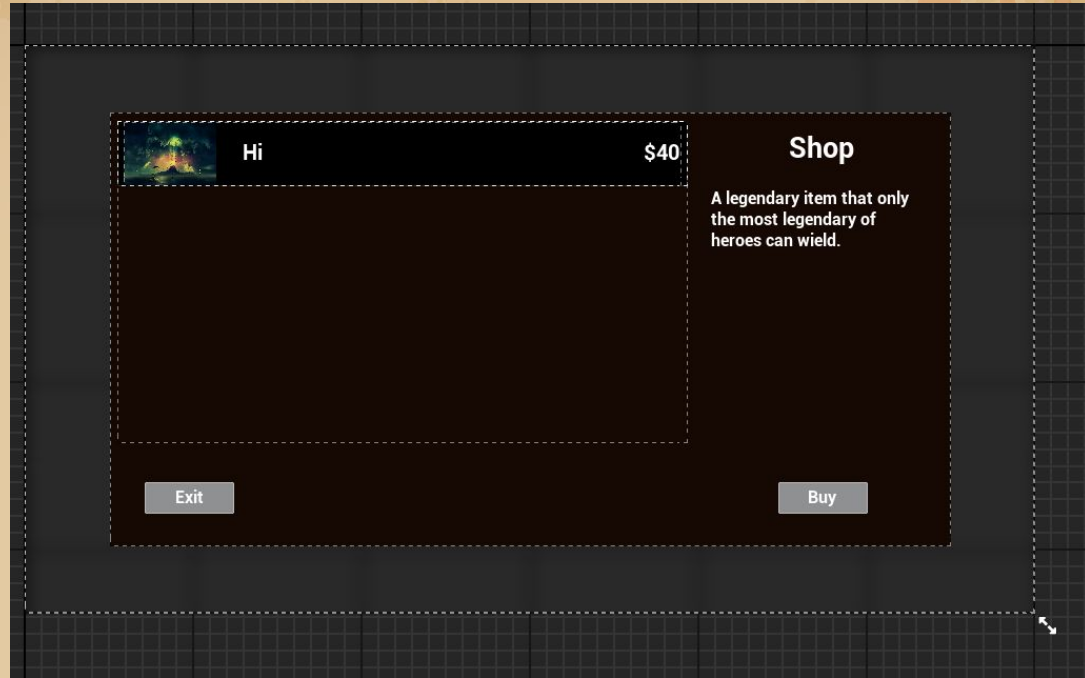 Hi
$40
Shop
A legendary item that only
the most legendary of
heroes can wield.
Exit
Buy